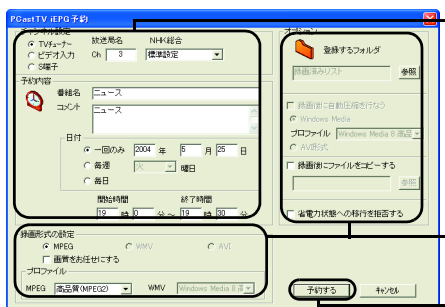 PCastTV iEPG予約
チャンネル設定
TVチューナー
ビデオ入力
S端子
放送局名 NHK総合
Ch 3 標準設定
予約内容
番組名 ニュース
コメント ニュース
日付
一回のみ 2004 年 5 月 25 日
毎週 火 曜日
毎日
開始時間 終了時間
19 時 0 分 ～ 19 時 30 分
録画形式の設定
MPEG WMV AVI
画質をお任せにする
プロファイル
MPEG 高品質(MPEG2) WMV Windows Media 8 高
オプション
登録するフォルダ
録画済みリスト 参照
録画後に自動圧縮を行なう
Windows Media
プロファイル Windows Media 8 高品
AVI形式
録画後にファイルをコピーする
参照
省電力状態への移行を拒否する
予約する キャンセル